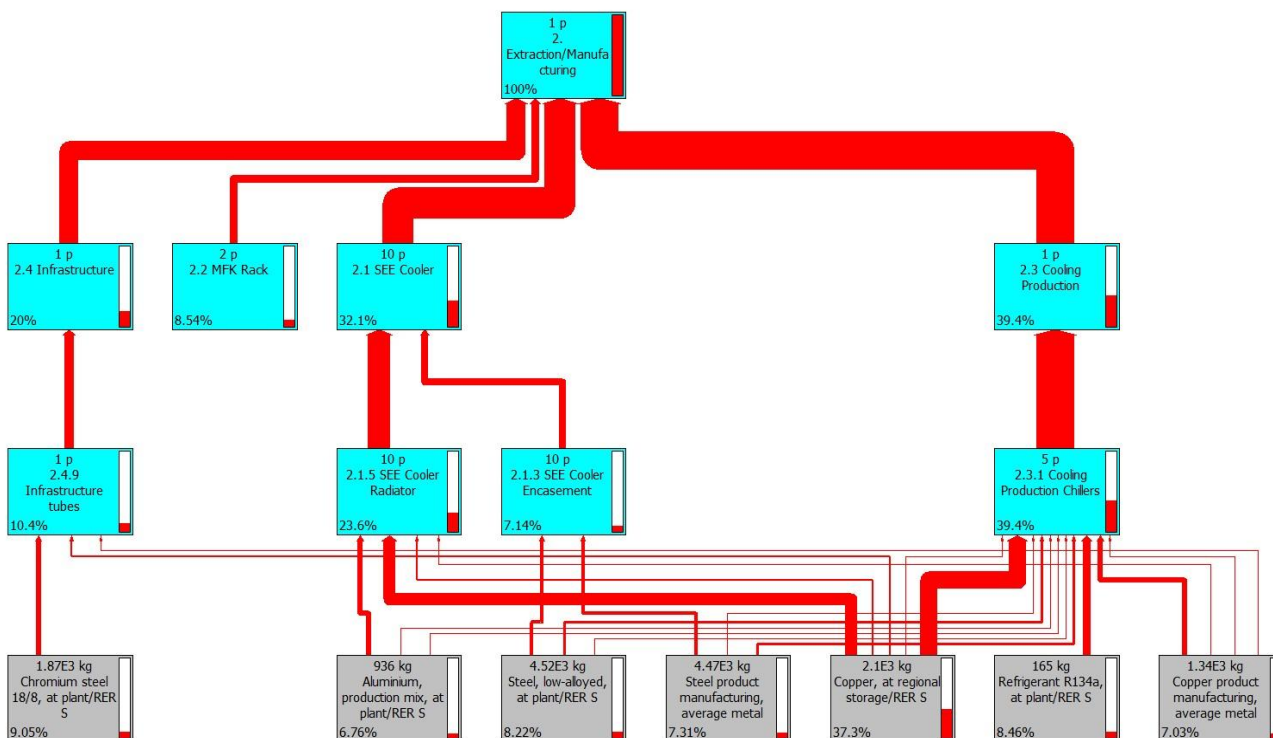 1 p
2.
Extraction/Manufa
cturing
100%
1 p
2.4 Infrastructure
20%
2 p
2.2 MFK Rack
8.54%
10 p
2.1 SEE Cooler
32.1%
1 p
2.3 Cooling
Production
39.4%
1 p
2.4.9
Infrastructure
tubes
10.4%
10 p
2.1.5 SEE Cooler
Radiator
23.6%
10 p
2.1.3 SEE Cooler
Encasement
7.14%
5 p
2.3.1 Cooling
Production Chillers
39.4%
1.87E3 kg
Chromium steel
18/8, at plant/RER
S
9.05%
936 kg
Aluminium,
production mix, at
plant/RER S
6.76%
4.52E3 kg
Steel, low-alloyed,
at plant/RER S
8.22%
4.47E3 kg
Steel product
manufacturing,
average metal
7.31%
2.1E3 kg
Copper, at regional
storage/RER S
37.3%
165 kg
Refrigerant R134a,
at plant/RER S
8.46%
1.34E3 kg
Copper product
manufacturing,
average metal
7.03%